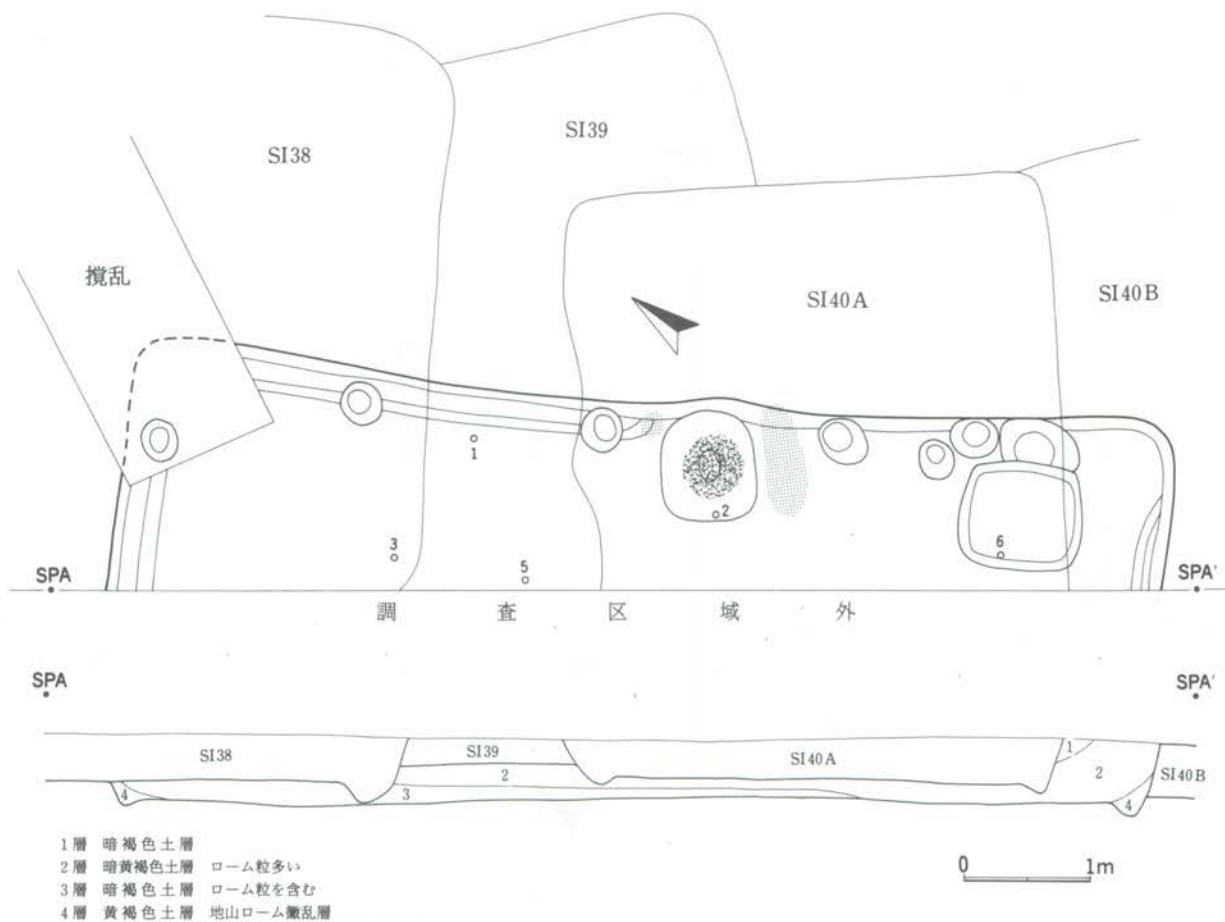 SI38
SI39
撹乱
SI40A
SI40B
1
2
3
5
6
SPA
SPA'
調査区域外
SPA
SPA'
SI38
SI39
SI40A
1
2
2
SI40B
4
3
4
1層 暗褐色土層
2層 暗黄褐色土層 ローム粒多い
3層 暗褐色土層 ローム粒を含む
4層 黄褐色土層 地山ローム黴乱層
0 1m